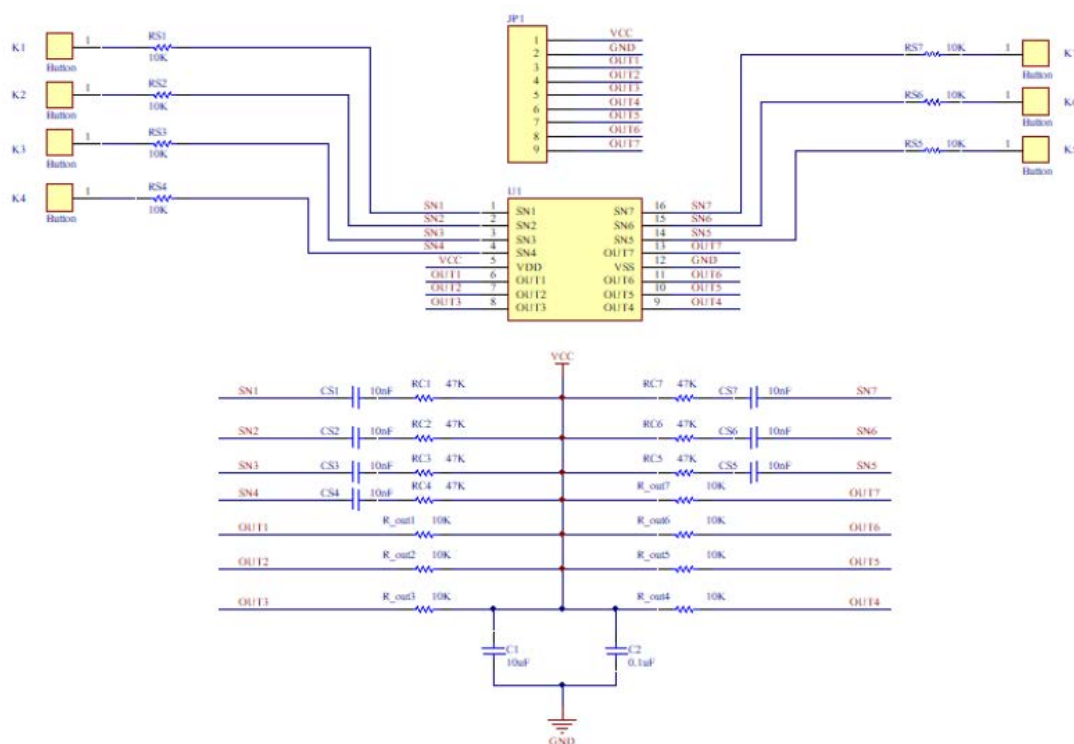 JP1
K1 1 RS1 10K Button
K2 1 RS2 10K Button
K3 1 RS3 10K Button
K4 1 RS4 10K Button
1 VCC
2 GND
3 OUT1
4 OUT2
5 OUT3
6 OUT4
7 OUT5
8 OUT6
9 OUT7
RS7 10K 1 Button
RS6 10K 1 Button
RS5 10K 1 Button
U1
SN1 1 SN1 SN7 16 SN7
SN2 2 SN2 SN6 15 SN6
SN3 3 SN3 SN5 14 SN5
SN4 4 SN4 OUT7 13 OUT7
VCC 5 VDD VSS 12 GND
OUT1 6 OUT1 OUT6 11 OUT6
OUT2 7 OUT2 OUT5 10 OUT5
OUT3 8 OUT3 OUT4 9 OUT4
VCC
SN1 CS1 10nF RC1 47K RC7 47K CS7 10nF SN7
SN2 CS2 10nF RC2 47K RC6 47K CS6 10nF SN6
SN3 CS3 10nF RC3 47K RC5 47K CS5 10nF SN5
SN4 CS4 10nF RC4 47K R_out7 10K OUT7
OUT1 R_out1 10K R_out6 10K OUT6
OUT2 R_out2 10K R_out5 10K OUT5
OUT3 R_out3 10K R_out4 10K OUT4
C1 C2
10uF 0.1uF
GND